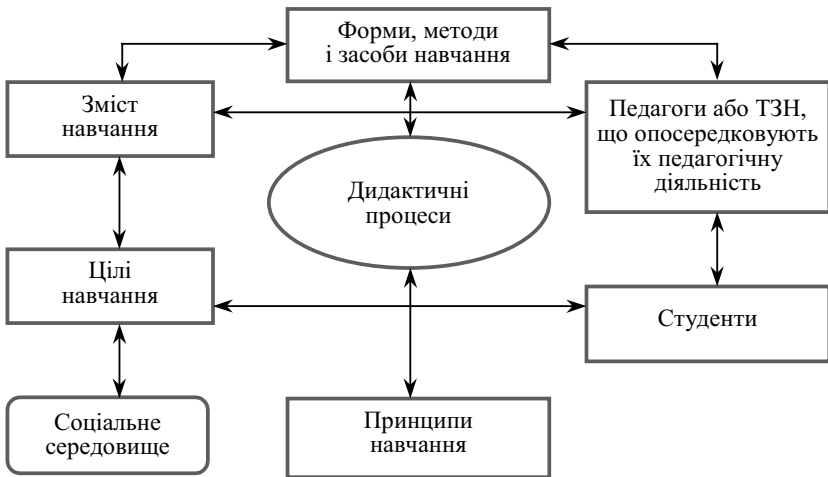 Форми, методи
і засоби навчання
Зміст
навчання
Педагоги або ТЗН,
що опосередковують
їх педагогічну
діяльність
Дидактичні
процеси
Цілі
навчання
Студенти
Соціальне
середовище
Принципи
навчання